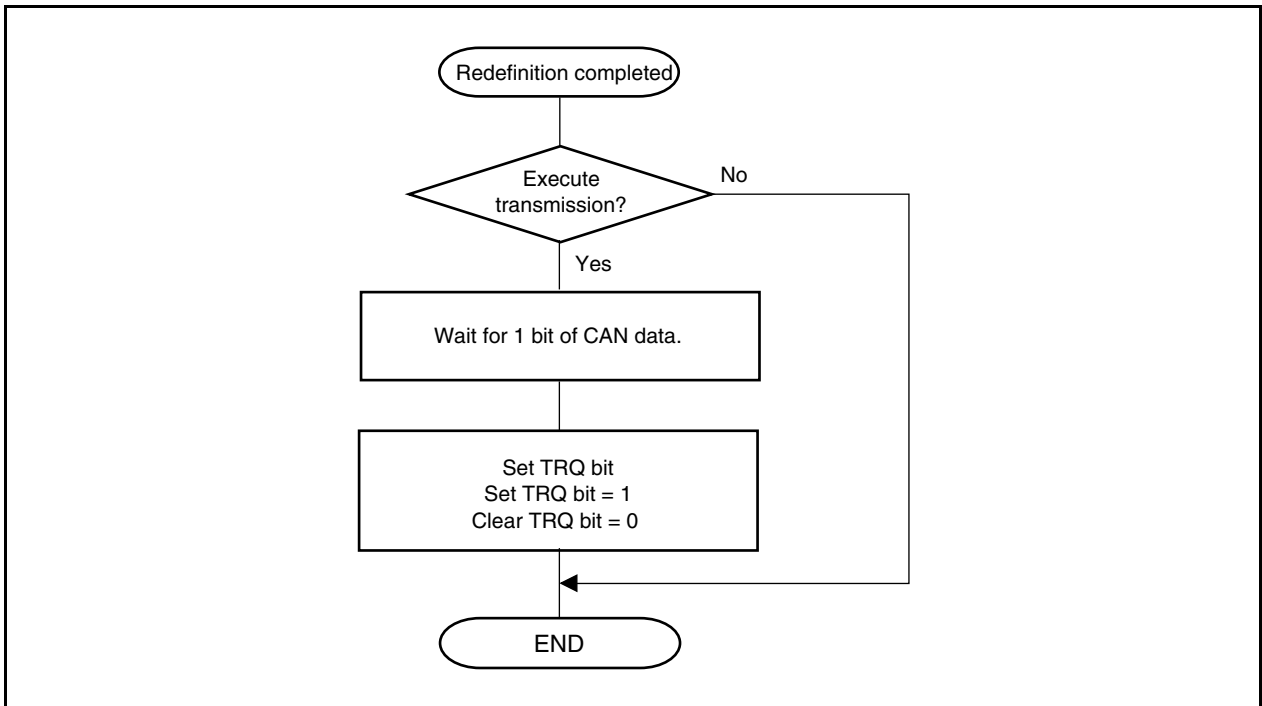 Redefinition completed
Execute
transmission?
No
Yes
Wait for 1 bit of CAN data.
Set TRQ bit
Set TRQ bit = 1
Clear TRQ bit = 0
END